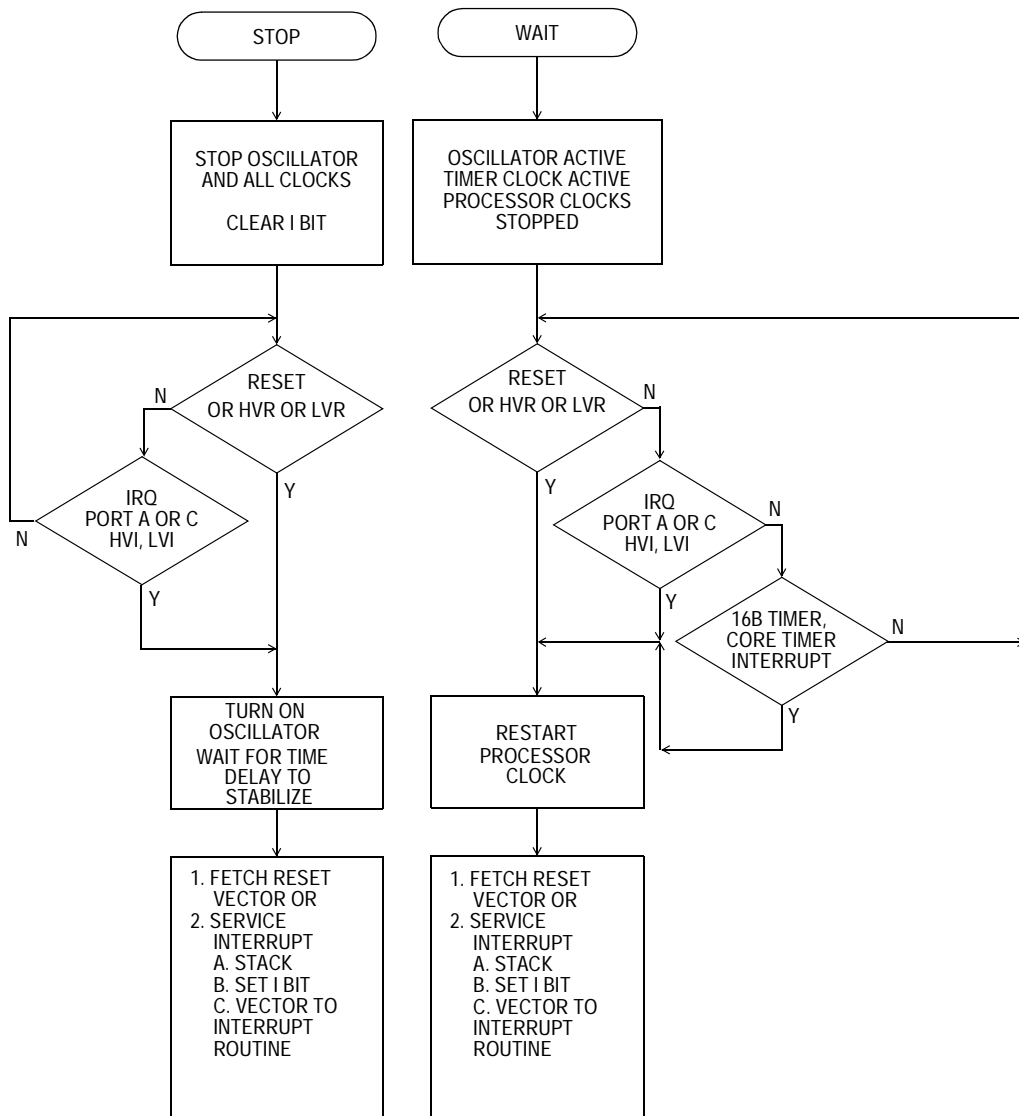 STOP
STOP OSCILLATOR
AND ALL CLOCKS
CLEAR I BIT
RESET
OR HVR OR LVR
N
Y
IRQ
PORT A OR C
HVI, LVI
N
Y
TURN ON
OSCILLATOR
WAIT FOR TIME
DELAY TO
STABILIZE
1. FETCH RESET
VECTOR OR
2. SERVICE
INTERRUPT
A. STACK
B. SET I BIT
C. VECTOR TO
INTERRUPT
ROUTINE
WAIT
OSCILLATOR ACTIVE
TIMER CLOCK ACTIVE
PROCESSOR CLOCKS
STOPPED
RESET
OR HVR OR LVR
N
Y
IRQ
PORT A OR C
HVI, LVI
N
Y
16B TIMER,
CORE TIMER
INTERRUPT
N
Y
RESTART
PROCESSOR
CLOCK
1. FETCH RESET
VECTOR OR
2. SERVICE
INTERRUPT
A. STACK
B. SET I BIT
C. VECTOR TO
INTERRUPT
ROUTINE